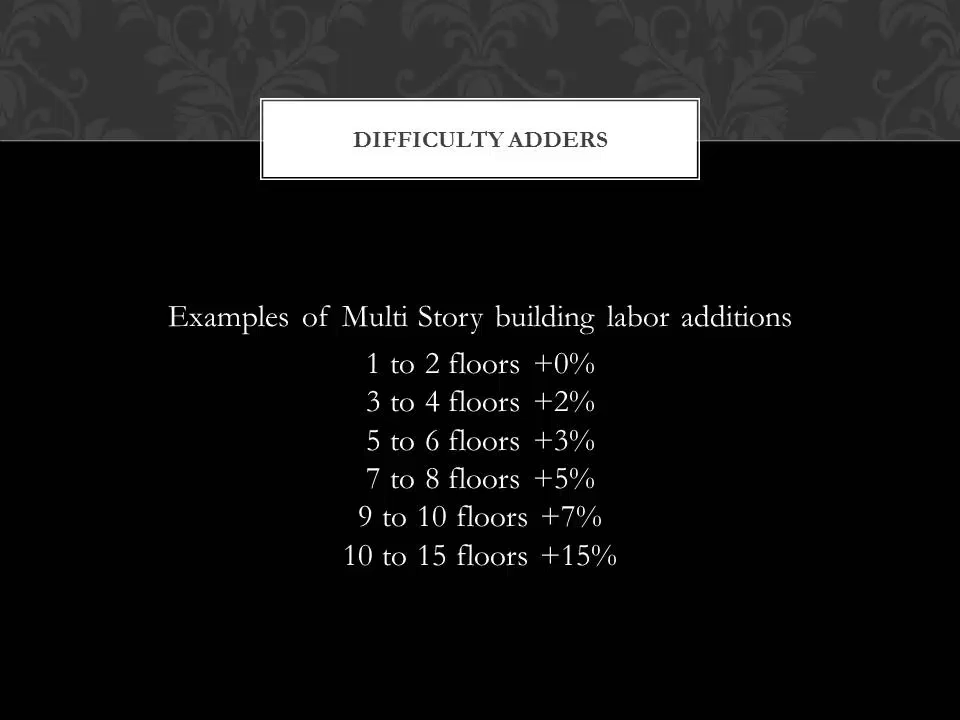 DIFFICULTY ADDERS
Examples of Multi Story building labor additions
1 to 2 floors +0%
3 to 4 floors +2%
5 to 6 floors +3%
7 to 8 floors +5%
9 to 10 floors +7%
10 to 15 floors +15%